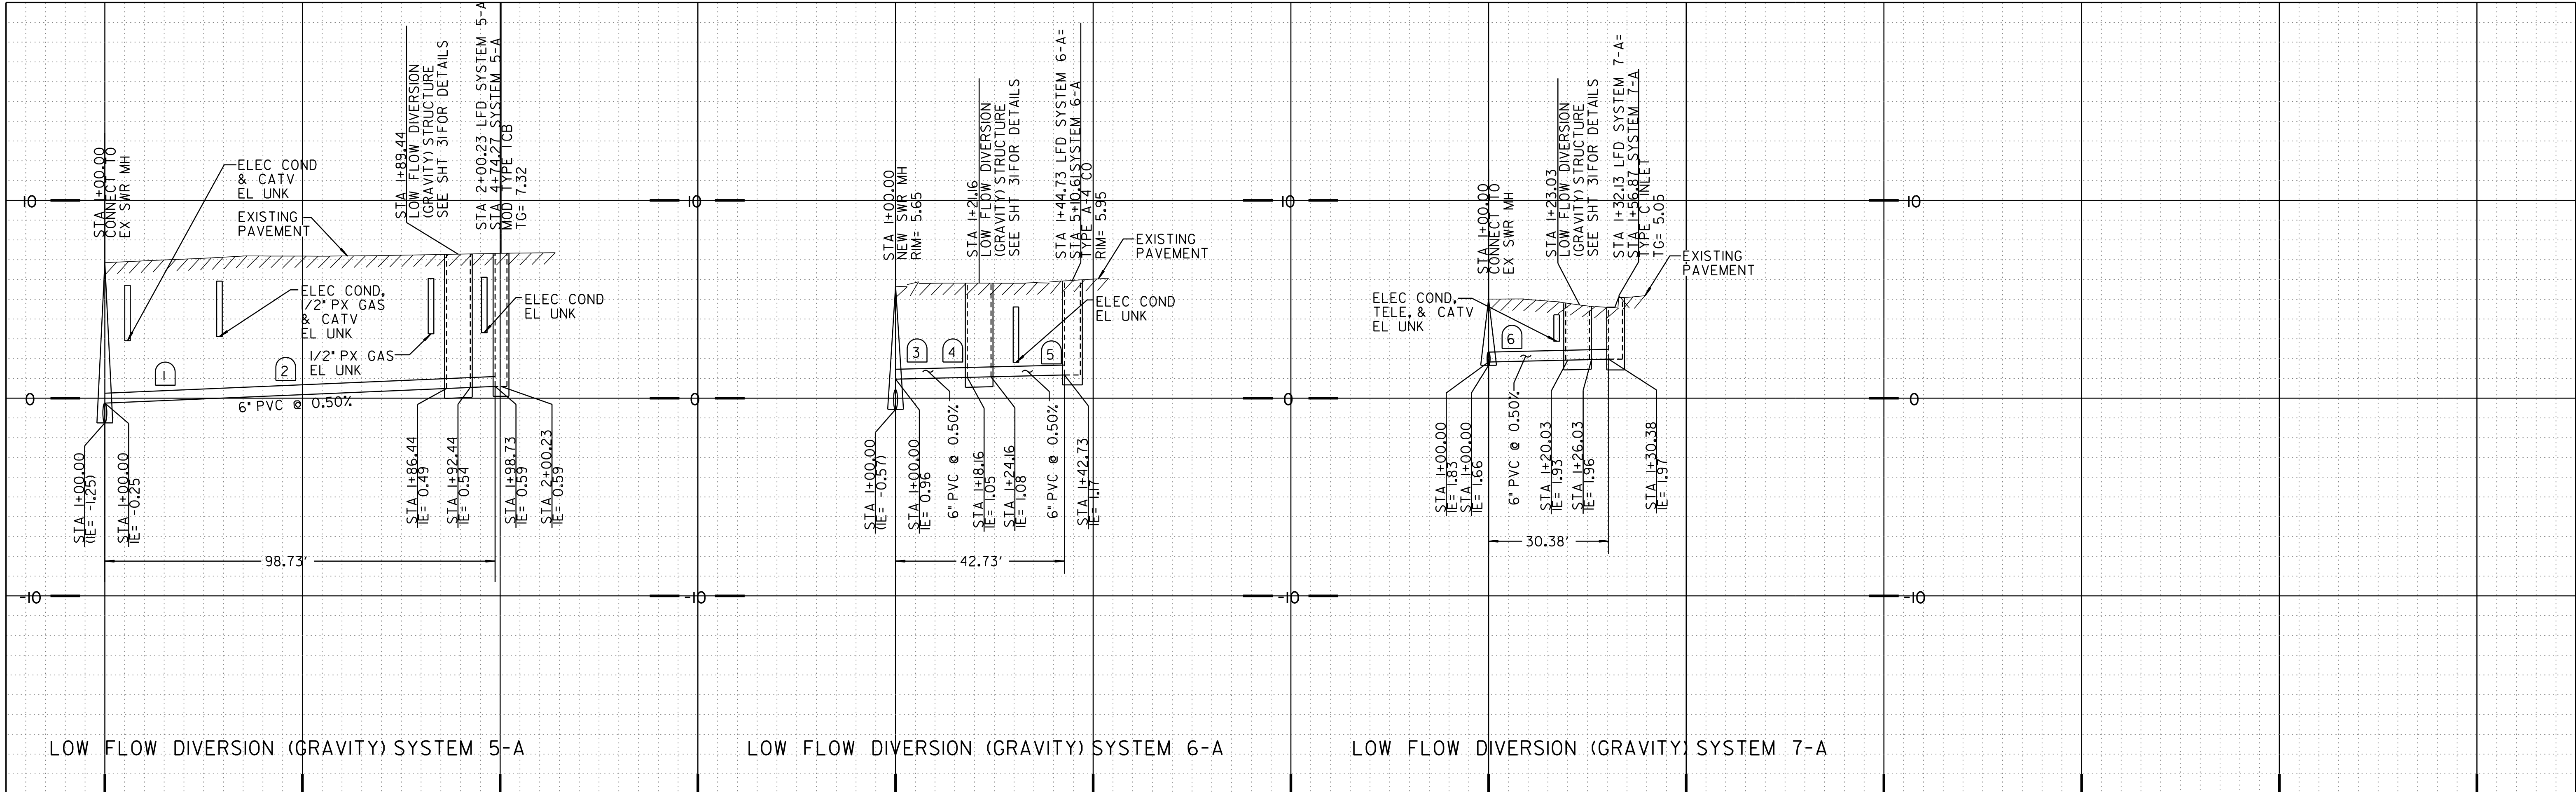 STA 1+00.00
CONNECT TO
EX SWR MH
ELEC COND
& CATV
EL UNK
EXISTING
PAVEMENT
ELEC COND,
1/2" PX GAS
& CATV
EL UNK
1/2" PX GAS
EL UNK
STA 1+89.44
LOW FLOW DIVERSION
(GRAVITY) STRUCTURE
SEE SHT 31 FOR DETAILS
STA 2+00.23 LFD SYSTEM 5-A
STA 4+74.27 SYSTEM 5-A
MOD TYPE TCB
TG= 7.32
ELEC COND
EL UNK
1
2
6" PVC @ 0.50%
STA 1+00.00
(IE= -1.25)
STA 1+00.00
IE= -0.25
STA 1+86.44
IE= 0.49
STA 1+92.44
IE= 0.54
STA 1+98.73
IE= 0.59
STA 2+00.23
IE= 0.59
98.73'
10
0
-10
LOW FLOW DIVERSION (GRAVITY) SYSTEM 5-A
10
0
-10
STA 1+00.00
NEW SWR MH
RIM= 5.65
STA 1+21.16
LOW FLOW DIVERSION
(GRAVITY) STRUCTURE
SEE SHT 31 FOR DETAILS
STA 1+44.73 LFD SYSTEM 6-A=
STA 5+10.61 SYSTEM 6-A
TYPE A-4 CO
RIM= 5.95
EXISTING
PAVEMENT
ELEC COND
EL UNK
3
4
5
STA 1+00.00
(IE= -0.57)
STA 1+00.00
IE= 0.96
6" PVC @ 0.50%
STA 1+18.16
IE= 1.05
STA 1+24.16
IE= 1.08
6" PVC @ 0.50%
STA 1+42.73
IE= 1.17
42.73'
LOW FLOW DIVERSION (GRAVITY) SYSTEM 6-A
10
0
-10
STA 1+00.00
CONNECT TO
EX SWR MH
STA 1+23.03
LOW FLOW DIVERSION
(GRAVITY) STRUCTURE
SEE SHT 31 FOR DETAILS
STA 1+32.13 LFD SYSTEM 7-A=
STA 1+56.87 SYSTEM 7-A
TYPE C INLET
TG= 5.05
EXISTING
PAVEMENT
ELEC COND,
TELE, & CATV
EL UNK
6
STA 1+00.00
IE= 1.83
STA 1+00.00
IE= 1.66
6" PVC @ 0.50%
STA 1+20.03
IE= 1.93
STA 1+26.03
IE= 1.96
STA 1+30.38
IE= 1.97
30.38'
LOW FLOW DIVERSION (GRAVITY) SYSTEM 7-A
10
0
-10